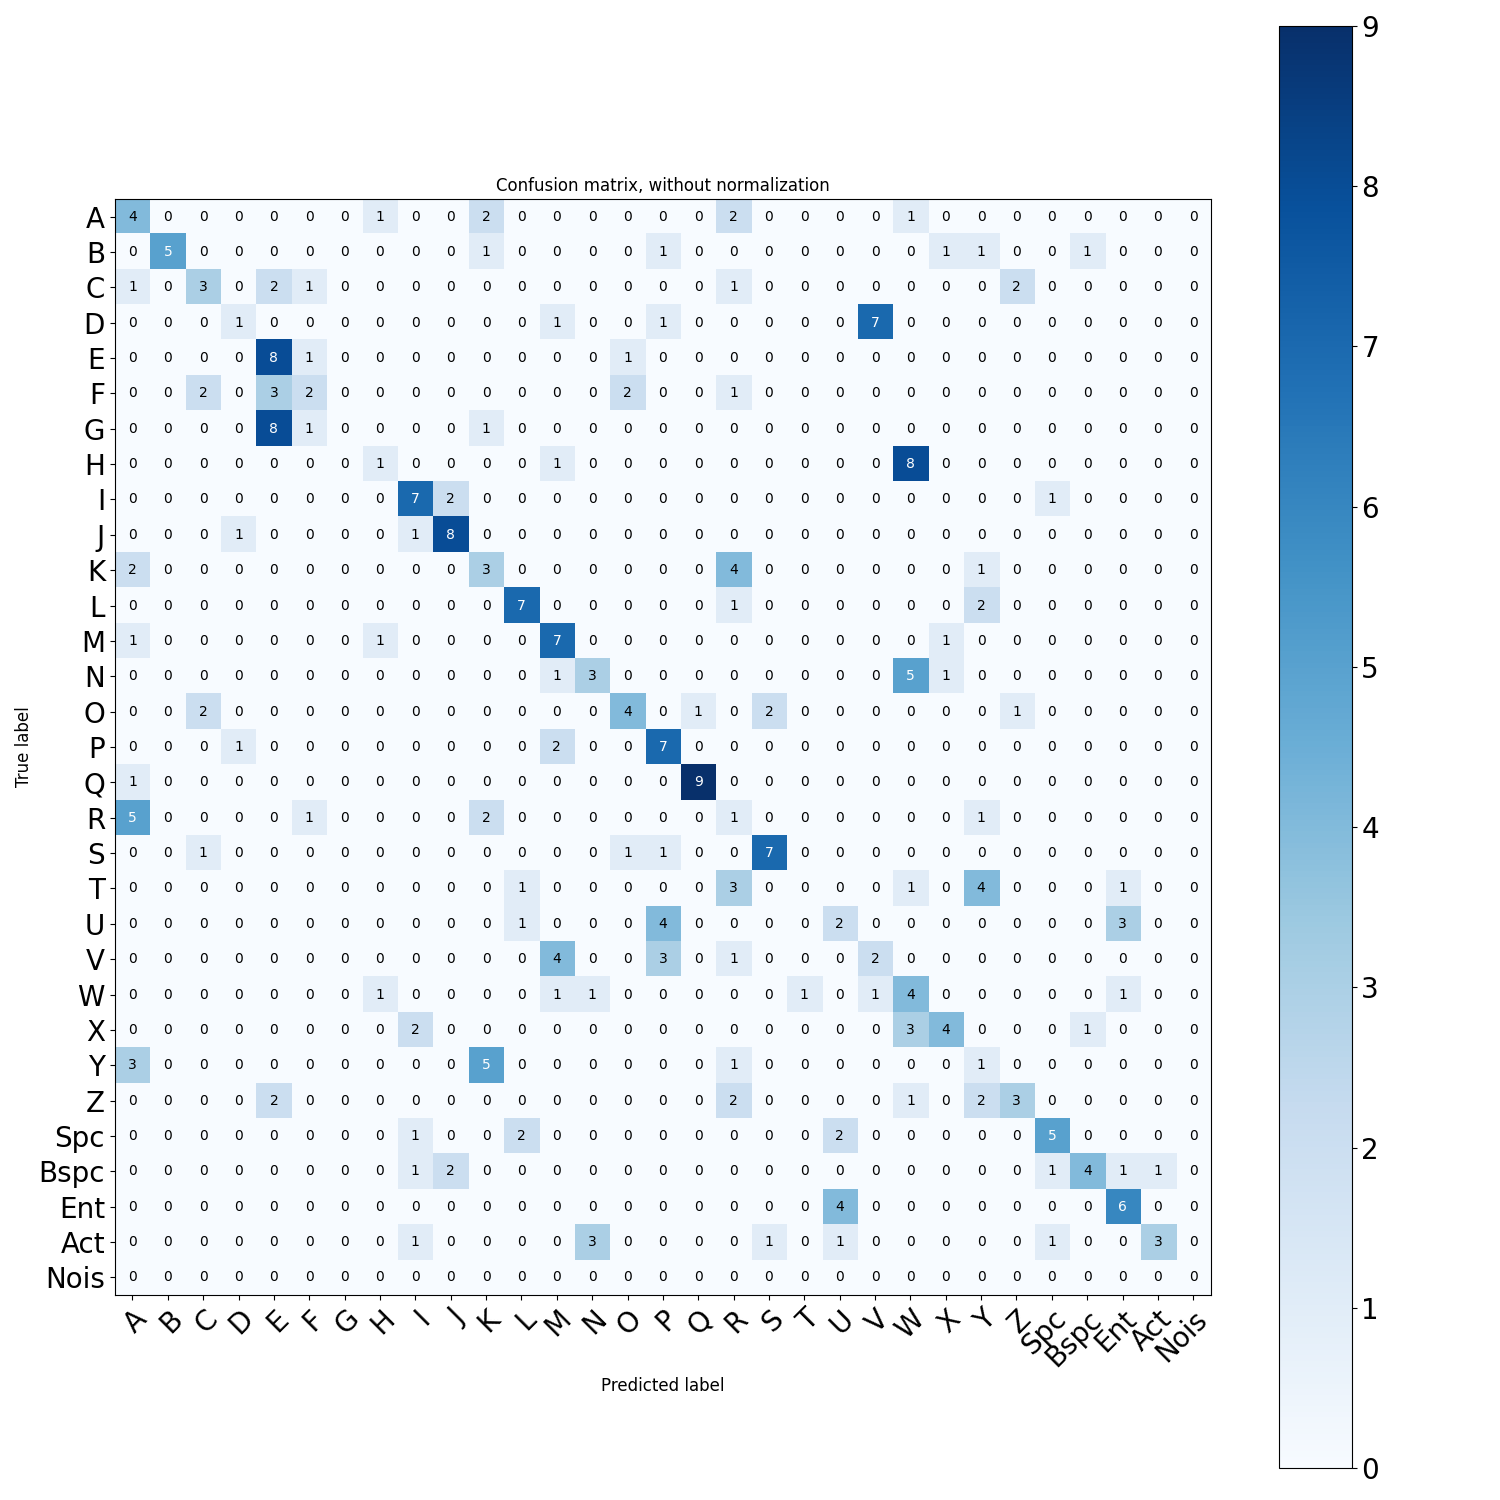 Confusion matrix, without normalization
A 4 0 0 0 0 0 0 1 0 0 2 0 0 0 0 0 0 2 0 0 0 0 1 0 0 0 0 0 0 0 0
B 0 5 0 0 0 0 0 0 0 0 1 0 0 0 0 1 0 0 0 0 0 0 0 1 1 0 0 1 0 0 0
C 1 0 3 0 2 1 0 0 0 0 0 0 0 0 0 0 0 1 0 0 0 0 0 0 0 2 0 0 0 0 0
D 0 0 0 1 0 0 0 0 0 0 0 0 1 0 0 1 0 0 0 0 0 7 0 0 0 0 0 0 0 0 0
E 0 0 0 0 8 1 0 0 0 0 0 0 0 0 1 0 0 0 0 0 0 0 0 0 0 0 0 0 0 0 0
F 0 0 2 0 3 2 0 0 0 0 0 0 0 0 2 0 0 1 0 0 0 0 0 0 0 0 0 0 0 0 0
G 0 0 0 0 8 1 0 0 0 0 1 0 0 0 0 0 0 0 0 0 0 0 0 0 0 0 0 0 0 0 0
H 0 0 0 0 0 0 0 1 0 0 0 0 1 0 0 0 0 0 0 0 0 0 8 0 0 0 0 0 0 0 0
I 0 0 0 0 0 0 0 0 7 2 0 0 0 0 0 0 0 0 0 0 0 0 0 0 0 0 1 0 0 0 0
J 0 0 0 1 0 0 0 0 1 8 0 0 0 0 0 0 0 0 0 0 0 0 0 0 0 0 0 0 0 0 0
K 2 0 0 0 0 0 0 0 0 0 3 0 0 0 0 0 0 4 0 0 0 0 0 0 1 0 0 0 0 0 0
L 0 0 0 0 0 0 0 0 0 0 0 7 0 0 0 0 0 1 0 0 0 0 0 0 2 0 0 0 0 0 0
M 1 0 0 0 0 0 0 1 0 0 0 0 7 0 0 0 0 0 0 0 0 0 0 1 0 0 0 0 0 0 0
N 0 0 0 0 0 0 0 0 0 0 0 0 1 3 0 0 0 0 0 0 0 0 5 1 0 0 0 0 0 0 0
O 0 0 2 0 0 0 0 0 0 0 0 0 0 0 4 0 1 0 2 0 0 0 0 0 0 1 0 0 0 0 0
P 0 0 0 1 0 0 0 0 0 0 0 0 2 0 0 7 0 0 0 0 0 0 0 0 0 0 0 0 0 0 0
Q 1 0 0 0 0 0 0 0 0 0 0 0 0 0 0 0 9 0 0 0 0 0 0 0 0 0 0 0 0 0 0
R 5 0 0 0 0 1 0 0 0 0 2 0 0 0 0 0 0 1 0 0 0 0 0 0 1 0 0 0 0 0 0
S 0 0 1 0 0 0 0 0 0 0 0 0 0 0 1 1 0 0 7 0 0 0 0 0 0 0 0 0 0 0 0
T 0 0 0 0 0 0 0 0 0 0 0 1 0 0 0 0 0 3 0 0 0 0 1 0 4 0 0 0 1 0 0
U 0 0 0 0 0 0 0 0 0 0 0 1 0 0 0 4 0 0 0 0 2 0 0 0 0 0 0 0 3 0 0
V 0 0 0 0 0 0 0 0 0 0 0 0 4 0 0 3 0 1 0 0 0 2 0 0 0 0 0 0 0 0 0
W 0 0 0 0 0 0 0 1 0 0 0 0 1 1 0 0 0 0 0 1 0 1 4 0 0 0 0 0 1 0 0
X 0 0 0 0 0 0 0 0 2 0 0 0 0 0 0 0 0 0 0 0 0 0 3 4 0 0 0 1 0 0 0
Y 3 0 0 0 0 0 0 0 0 0 5 0 0 0 0 0 0 1 0 0 0 0 0 0 1 0 0 0 0 0 0
Z 0 0 0 0 2 0 0 0 0 0 0 0 0 0 0 0 0 2 0 0 0 0 1 0 2 3 0 0 0 0 0
Spc 0 0 0 0 0 0 0 0 1 0 0 2 0 0 0 0 0 0 0 0 2 0 0 0 0 0 5 0 0 0 0
Bspc 0 0 0 0 0 0 0 0 1 2 0 0 0 0 0 0 0 0 0 0 0 0 0 0 0 0 1 4 1 1 0
Ent 0 0 0 0 0 0 0 0 0 0 0 0 0 0 0 0 0 0 0 0 4 0 0 0 0 0 0 0 6 0 0
Act 0 0 0 0 0 0 0 0 1 0 0 0 0 3 0 0 0 0 1 0 1 0 0 0 0 0 1 0 0 3 0
Nois 0 0 0 0 0 0 0 0 0 0 0 0 0 0 0 0 0 0 0 0 0 0 0 0 0 0 0 0 0 0 0
A B C D E F G H I J K L M N O P Q R S T U V W X Y Z Spc Bspc Ent Act Nois
Predicted label
True label
9
8
7
6
5
4
3
2
1
0